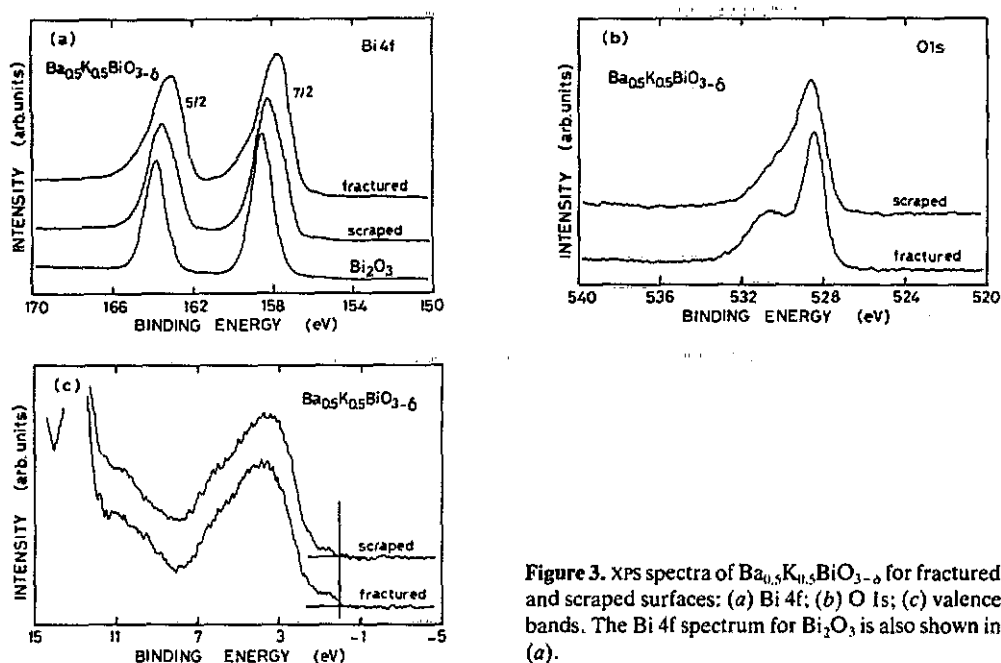 (a)
Bi 4f
Ba0.5K0.5BiO3-δ
5/2
7/2
fractured
scraped
Bi2O3
INTENSITY (arb.units)
170 166 162 158 154 150
BINDING ENERGY (eV)
(b)
O1s
Ba0.5K0.5BiO3-δ
scraped
fractured
INTENSITY (arb.units)
540 536 532 528 524 520
BINDING ENERGY (eV)
(c)
Ba0.5K0.5BiO3-δ
scraped
fractured
INTENSITY (arb.units)
15 11 7 3 -1 -5
BINDING ENERGY (eV)
Figure 3. XPS spectra of Ba0.5K0.5BiO3-δ for fractured
and scraped surfaces: (a) Bi 4f; (b) O 1s; (c) valence
bands. The Bi 4f spectrum for Bi2O3 is also shown in
(a).